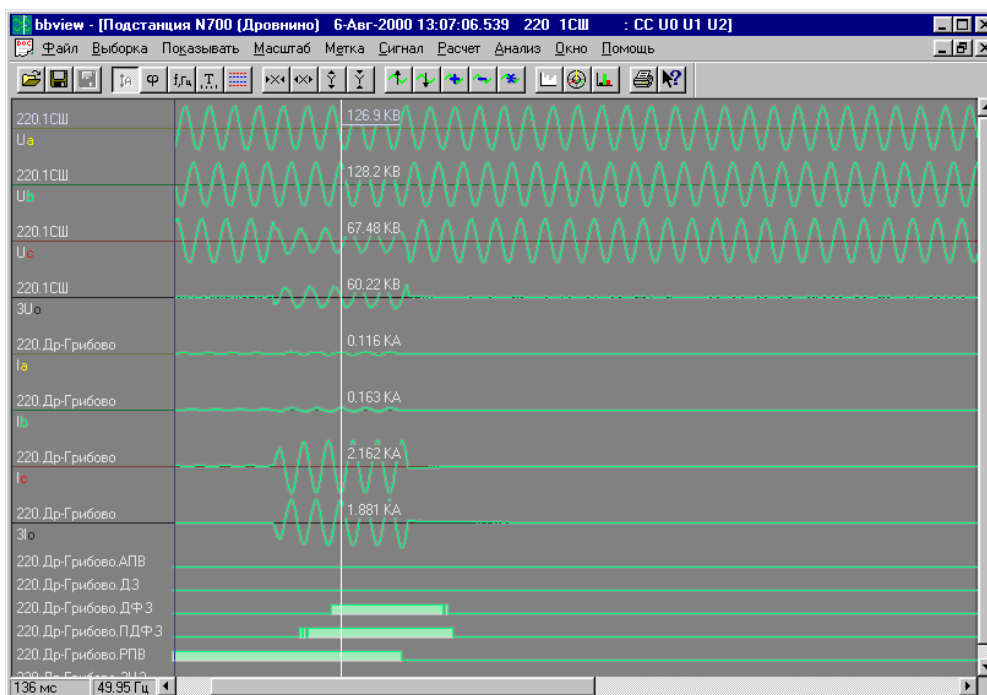 bbview - [Подстанция N700 (Дровнино) 6-Авг-2000 13:07:06.539 220 1СШ : CC U0 U1 U2]
Файл Выборка Показывать Масштаб Метка Сигнал Расчет Анализ Окно Помощь
220.1СШ
Ua
126.9 КВ
220.1СШ
Ub
128.2 КВ
220.1СШ
Uc
67.48 КВ
220.1СШ
3Uo
60.22 КВ
220.Др-Грибово
Ia
0.116 КА
220.Др-Грибово
Ib
0.163 КА
220.Др-Грибово
Ic
2.162 КА
220.Др-Грибово
3Io
1.881 КА
220.Др-Грибово.АПВ
220.Др-Грибово.ДЗ
220.Др-Грибово.ДФЗ
220.Др-Грибово.ПДФЗ
220.Др-Грибово.РПВ
136 мс 49.95 Гц